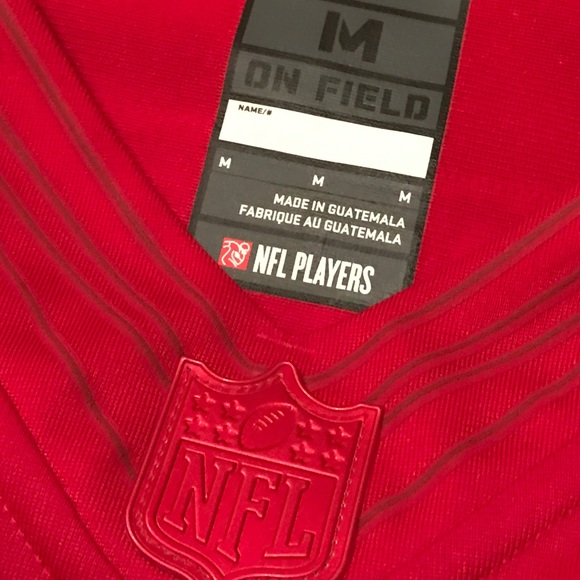 M
ON FIELD
NAME/#
M M M
MADE IN GUATEMALA
FABRIQUE AU GUATEMALA
NFL PLAYERS
NFL